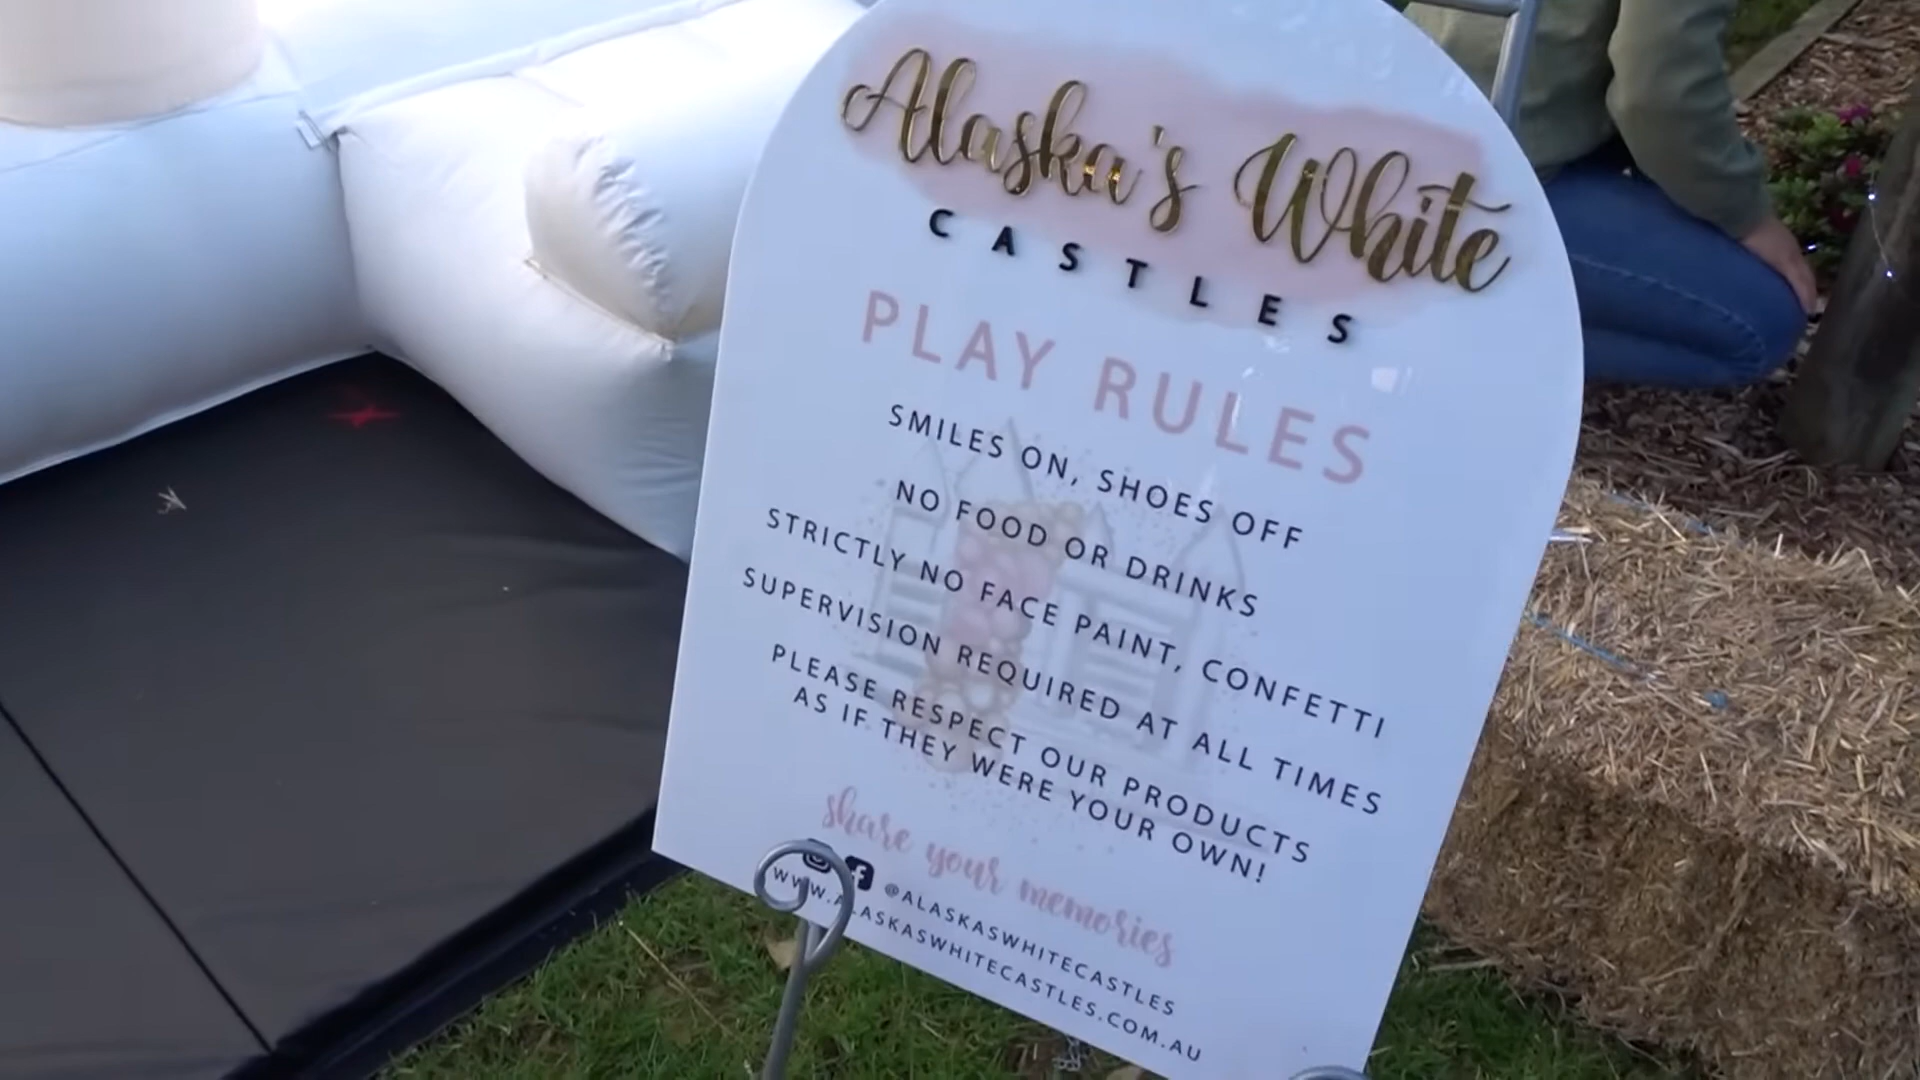 Alaska's White
CASTLES
PLAY RULES
SMILES ON, SHOES OFF
NO FOOD OR DRINKS
STRICTLY NO FACE PAINT, CONFETTI
SUPERVISION REQUIRED AT ALL TIMES
PLEASE RESPECT OUR PRODUCTS
AS IF THEY WERE YOUR OWN!
share your memories
@ALASKASWHITECASTLES
WWW.ALASKASWHITECASTLES.COM.AU